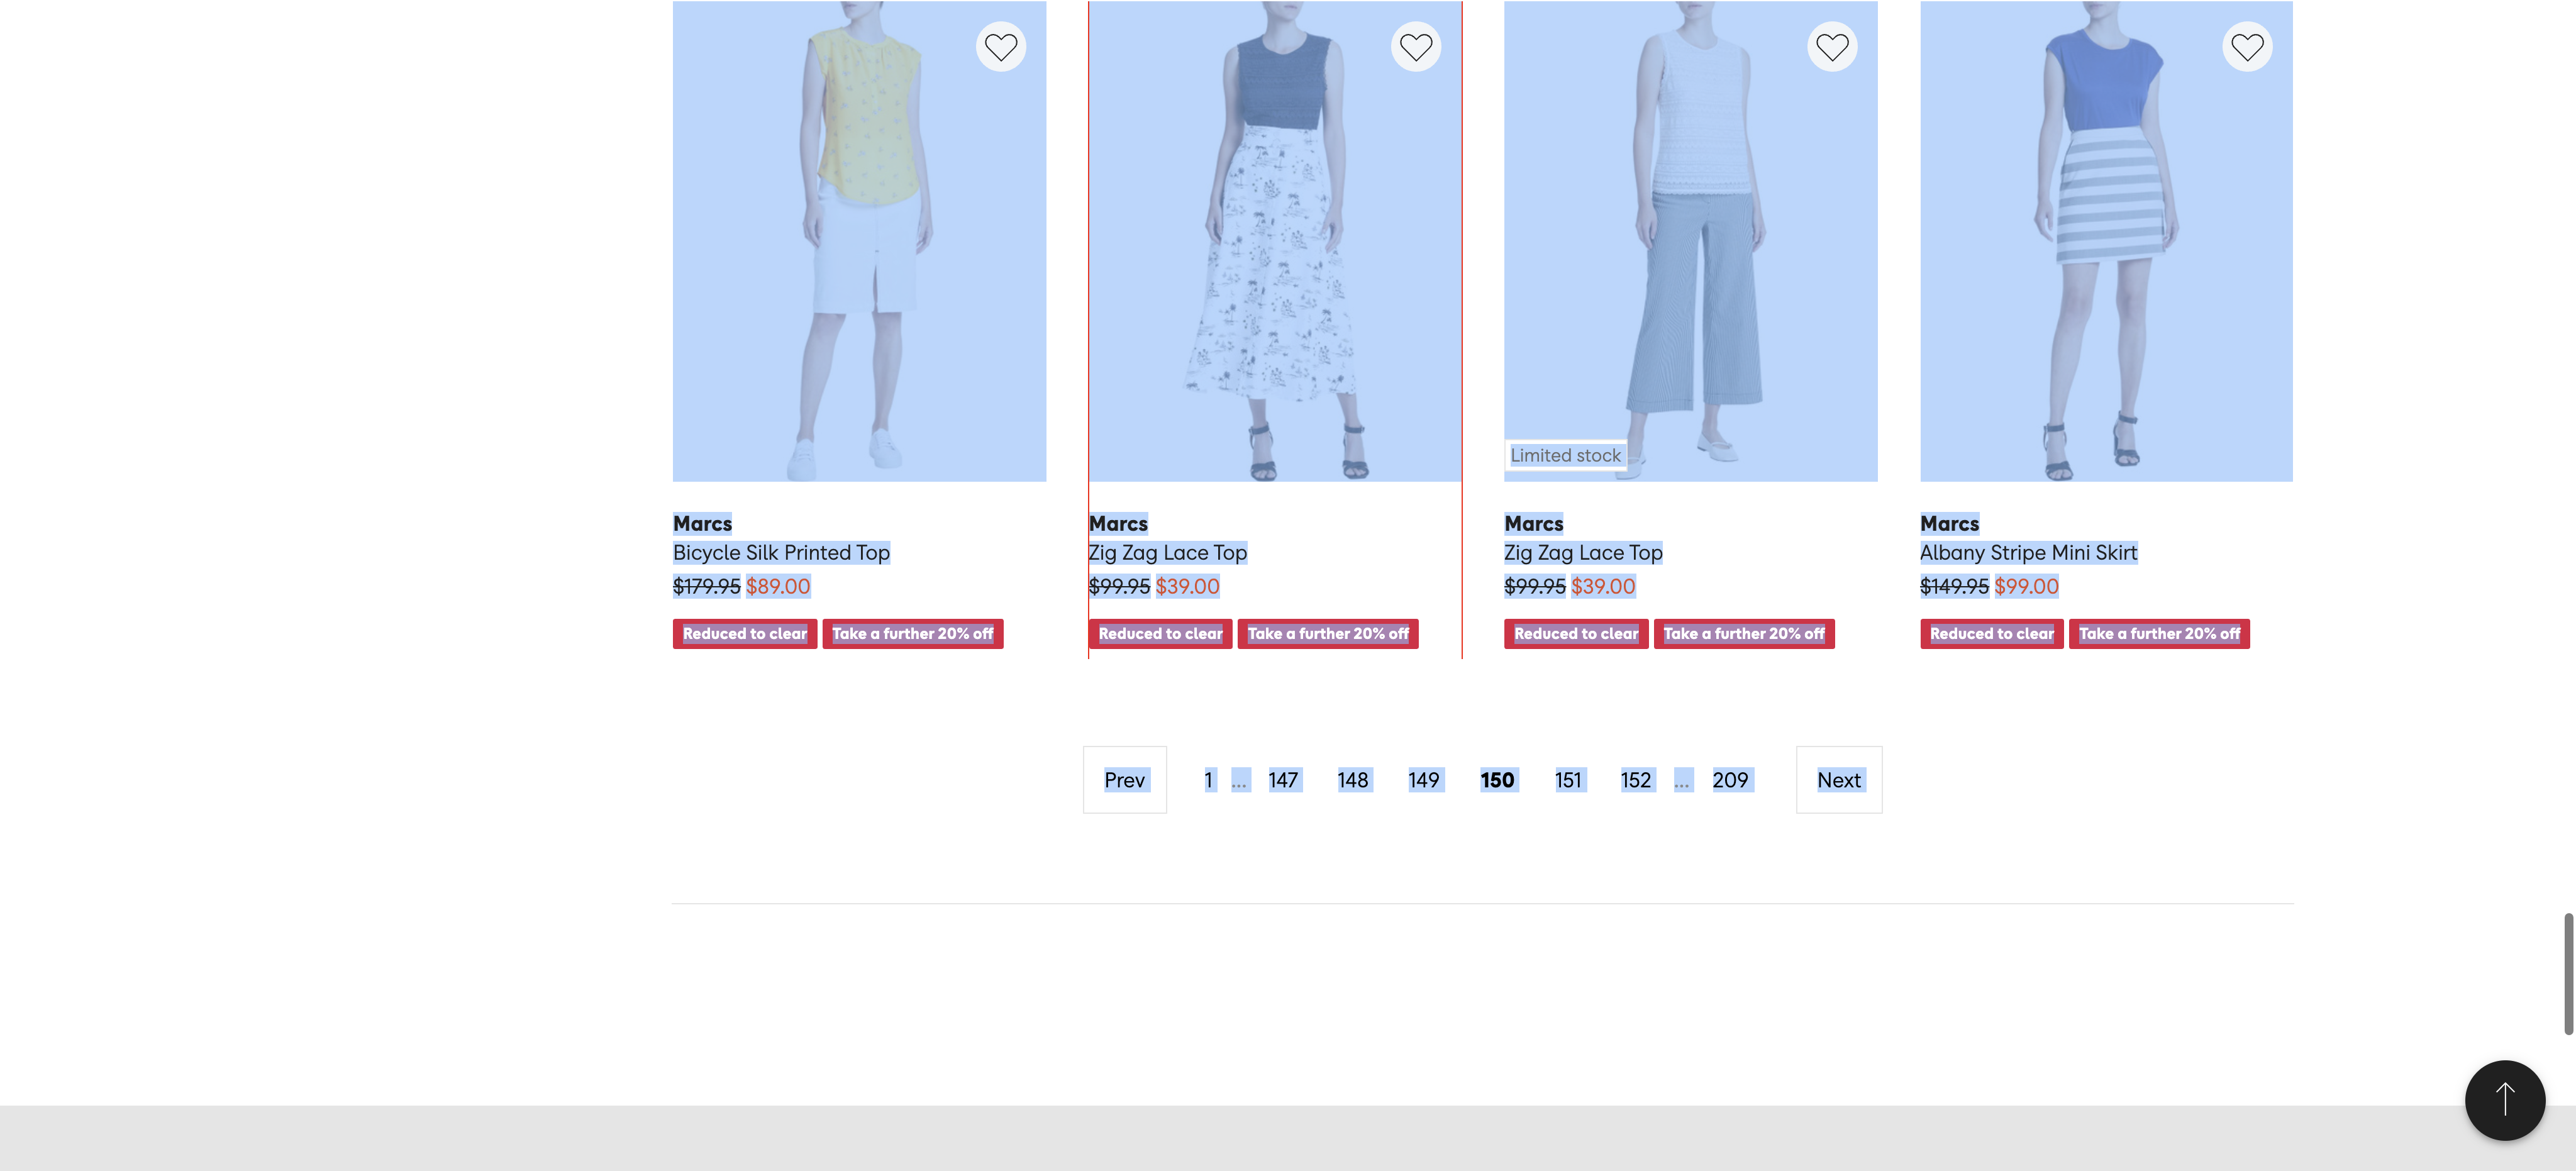 Limited stock
Marcs
Bicycle Silk Printed Top
$179.95 $89.00
Reduced to clear Take a further 20% off
Marcs
Zig Zag Lace Top
$99.95 $39.00
Reduced to clear Take a further 20% off
Marcs
Zig Zag Lace Top
$99.95 $39.00
Reduced to clear Take a further 20% off
Marcs
Albany Stripe Mini Skirt
$149.95 $99.00
Reduced to clear Take a further 20% off
Prev 1 ... 147 148 149 150 151 152 ... 209 Next